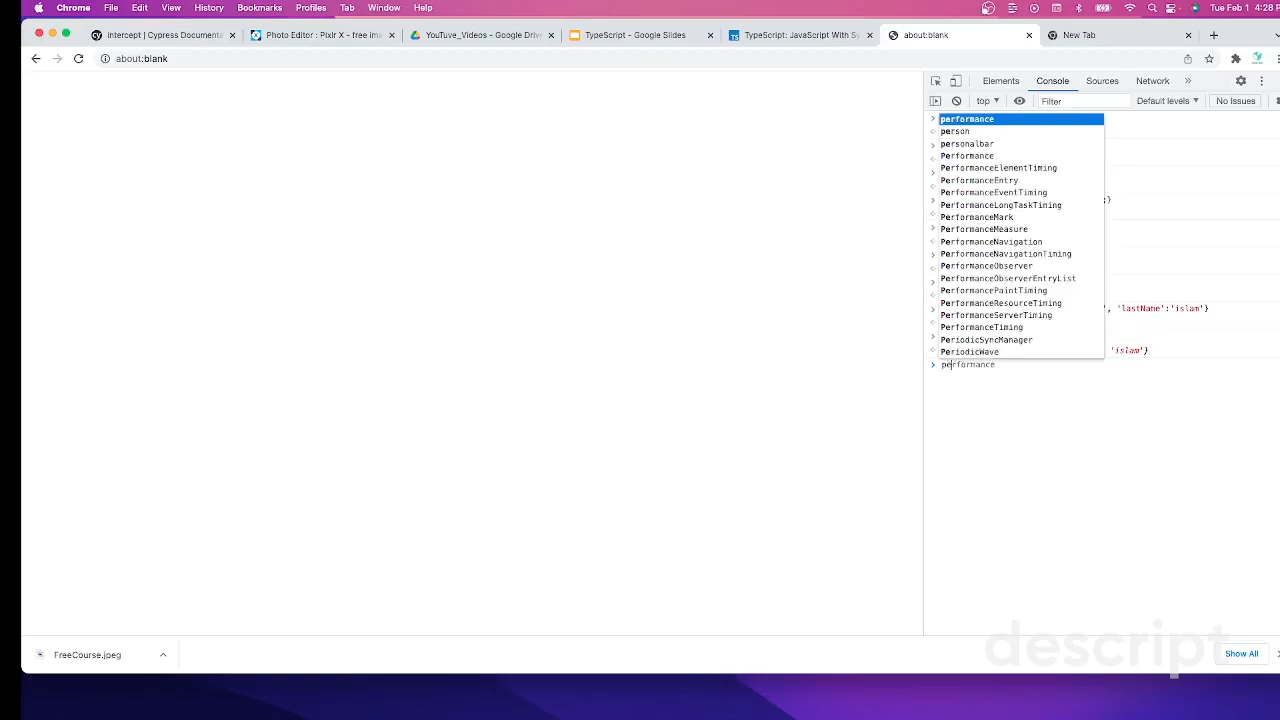 Chrome File Edit View History Bookmarks Profiles Tab Window Help Tue Feb 1 4:28 P
intercept | Cypress Documenta Photo Editor : Pixlr X - free ima YouTuve_Videos - Google Drive TypeScript - Google Slides TypeScript: JavaScript With Sy about:blank New Tab
about:blank
Elements Console Sources Network
top Filter Default levels No Issues
performance
person
personalbar
Performance
PerformanceElementTiming
PerformanceEntry
PerformanceEventTiming
;}
PerformanceLongTaskTiming
PerformanceMark
PerformanceMeasure
PerformanceNavigation
PerformanceNavigationTiming
PerformanceObserver
PerformanceObserverEntryList
PerformancePaintTiming
PerformanceResourceTiming
', 'lastName':'islam'}
PerformanceServerTiming
PerformanceTiming
PeriodicSyncManager
PeriodicWave
'islam'}
performance
FreeCourse.jpeg
Show All
descript